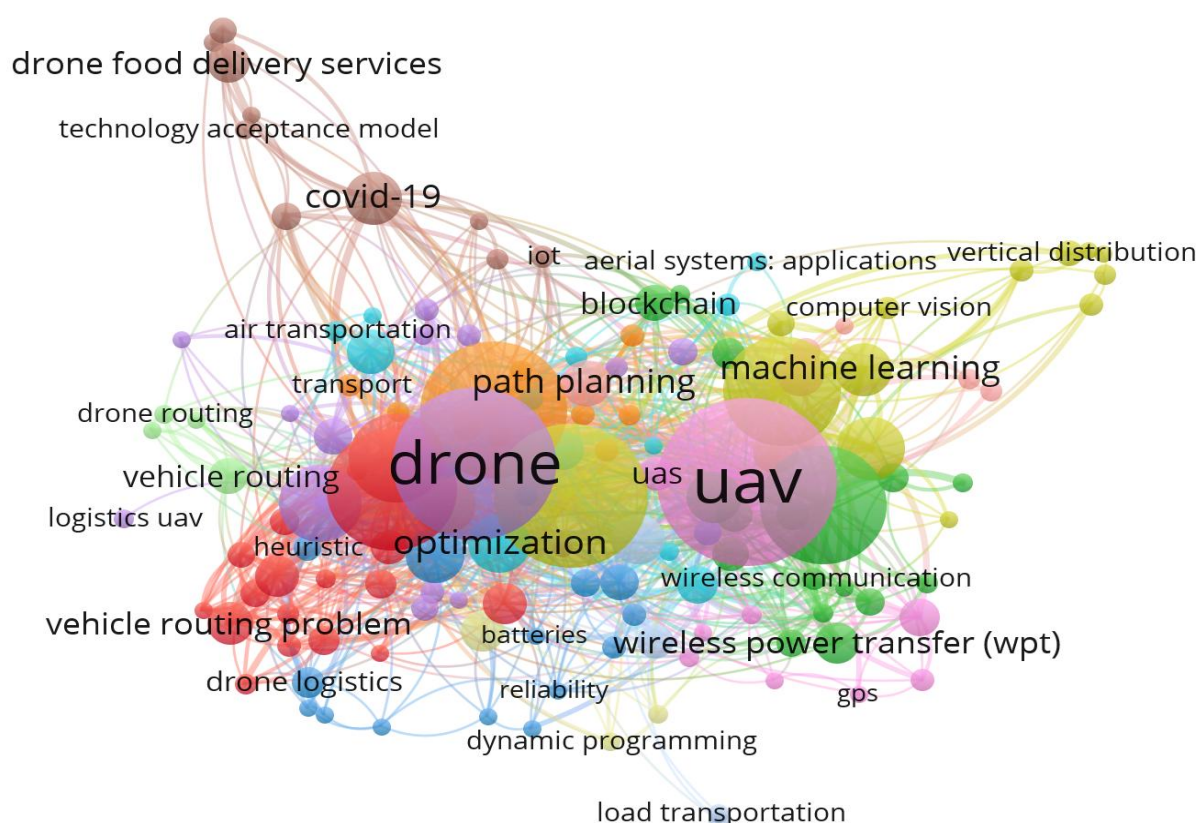 drone food delivery services
technology acceptance model
covid-19
vertical distribution
iot
aerial systems: applications
blockchain
computer vision
air transportation
machine learning
transport
path planning
drone routing
drone
uas
uav
vehicle routing
logistics uav
heuristic
optimization
wireless communication
vehicle routing problem
batteries
wireless power transfer (wpt)
drone logistics
reliability
gps
dynamic programming
load transportation